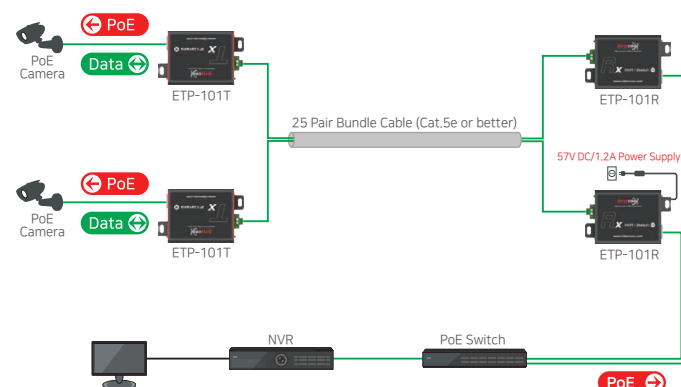 PoE
PoE
Camera
Data
ETP-101T
25 Pair Bundle Cable (Cat.5e or better)
ETP-101R
57V DC/1.2A Power Supply
PoE
PoE
Camera
Data
ETP-101T
ETP-101R
NVR
PoE Switch
PoE